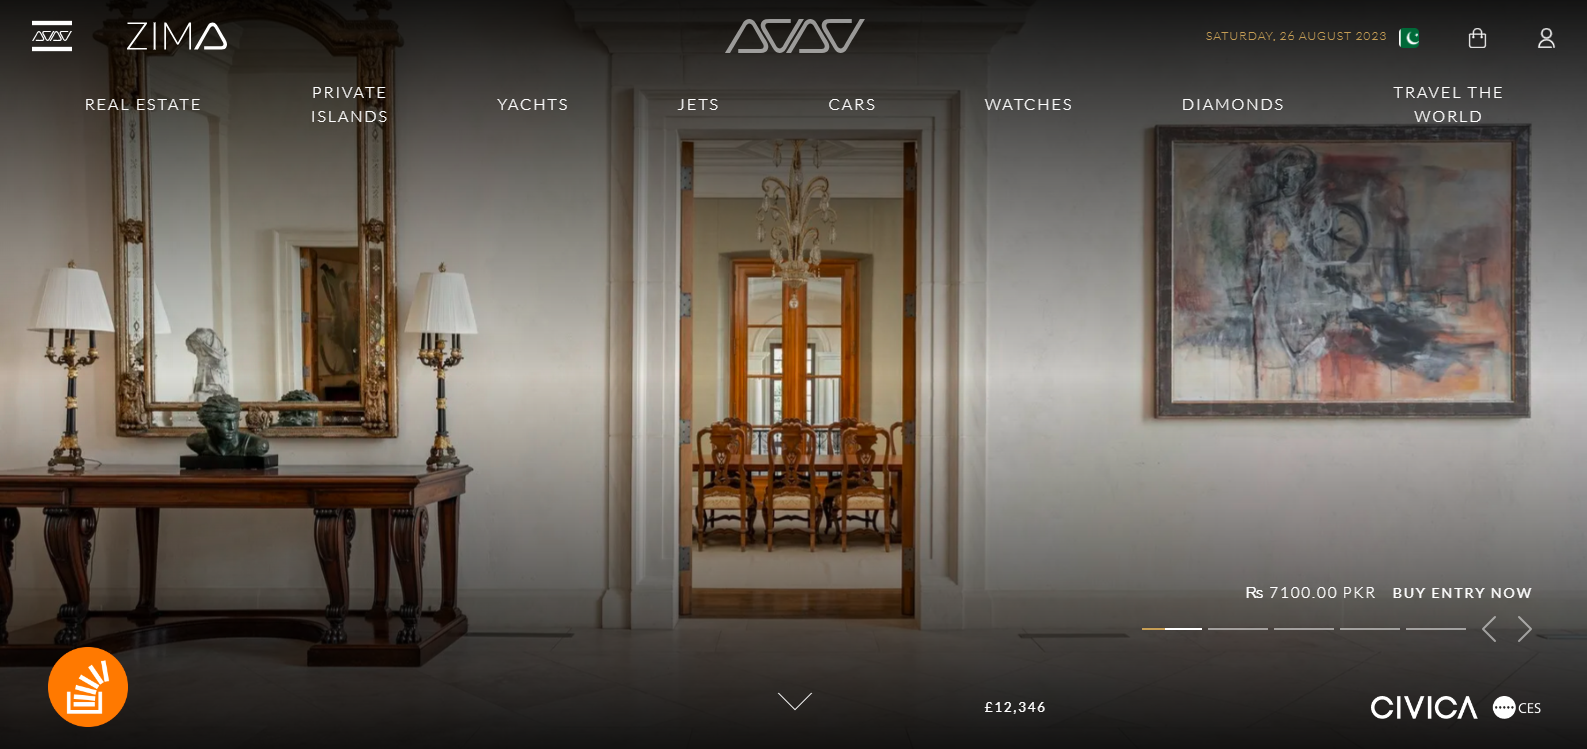 ZIMA
SATURDAY, 26 AUGUST 2023
REAL ESTATE
PRIVATE
ISLANDS
YACHTS
JETS
CARS
WATCHES
DIAMONDS
TRAVEL THE
WORLD
₨ 7100.00 PKR BUY ENTRY NOW
£12,346
CIVICA
CES